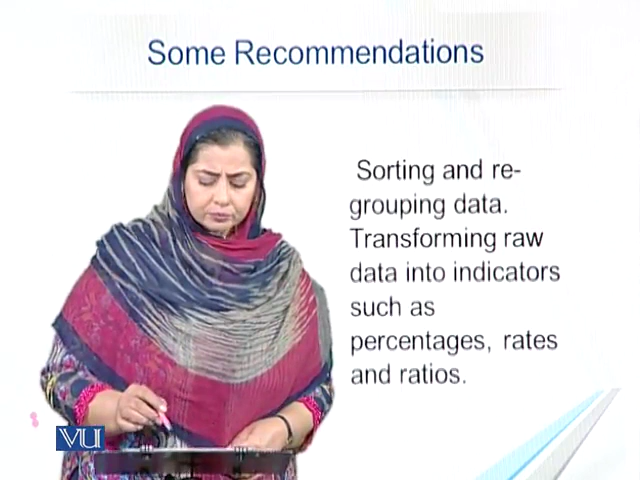 Some Recommendations
Sorting and re-
grouping data.
Transforming raw
data into indicators
such as
percentages, rates
and ratios.
VU